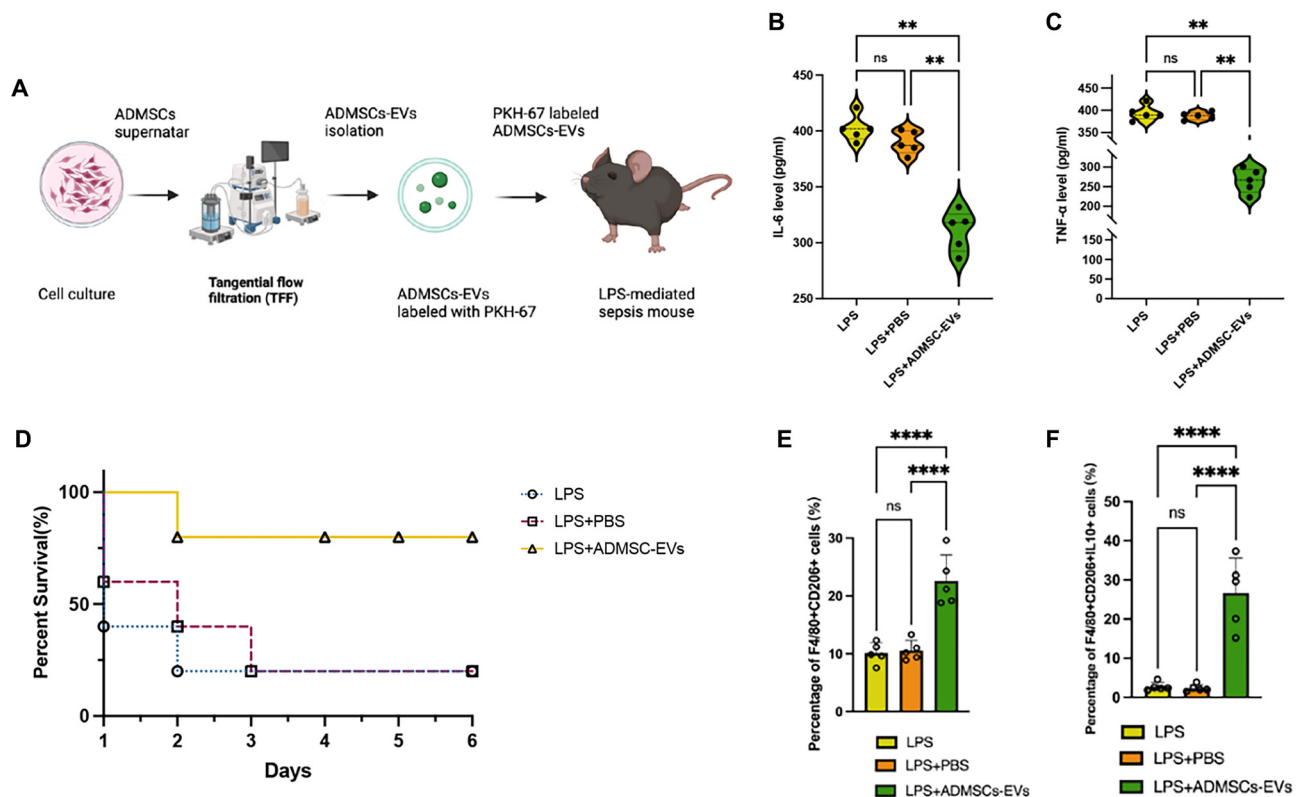 A
ADMSCs
supernatar
ADMSCs-EVs
isolation
PKH-67 labeled
ADMSCs-EVs
Cell culture
Tangential flow
filtration (TFF)
ADMSCs-EVs
labeled with PKH-67
LPS-mediated
sepsis mouse
B
**
ns
**
450
400
350
300
250
IL-6 level (pg/ml)
LPS
LPS+PBS
LPS+ADMSC-EVs
C
**
ns
**
450
400
350
300
250
200
150
100
50
0
TNF-α level (pg/ml)
LPS
LPS+PBS
LPS+ADMSC-EVs
D
100
50
0
Percent Survival(%)
1 2 3 4 5 6
Days
LPS
LPS+PBS
LPS+ADMSC-EVs
E
****
****
ns
30
20
10
0
Percentage of F4/80+CD206+ cells (%)
LPS
LPS+PBS
LPS+ADMSCs-EVs
F
****
****
ns
50
40
30
20
10
0
Percentage of F4/80+CD206+IL10+ cells (%)
LPS
LPS+PBS
LPS+ADMSCs-EVs